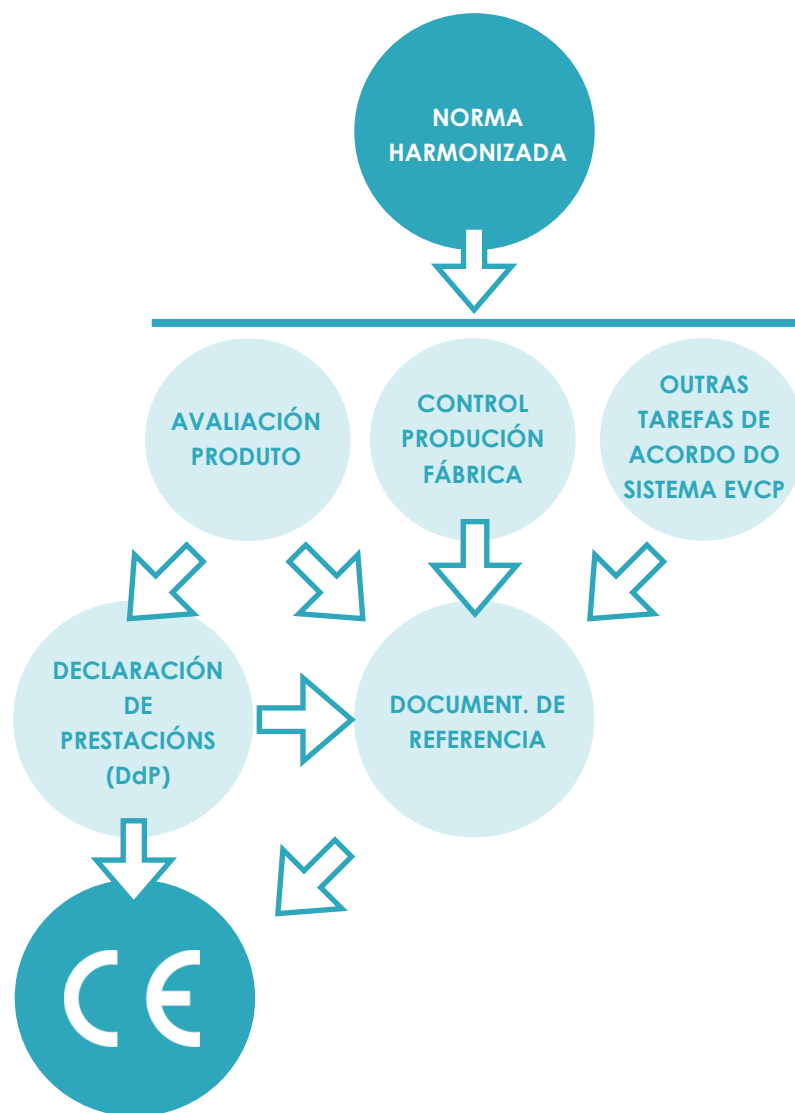 NORMA
HARMONIZADA
AVALIACIÓN
PRODUTO
CONTROL
PRODUCIÓN
FÁBRICA
OUTRAS
TAREFAS DE
ACORDO DO
SISTEMA EVCP
DECLARACIÓN
DE
PRESTACIÓNS
(DdP)
DOCUMENT. DE
REFERENCIA
CE